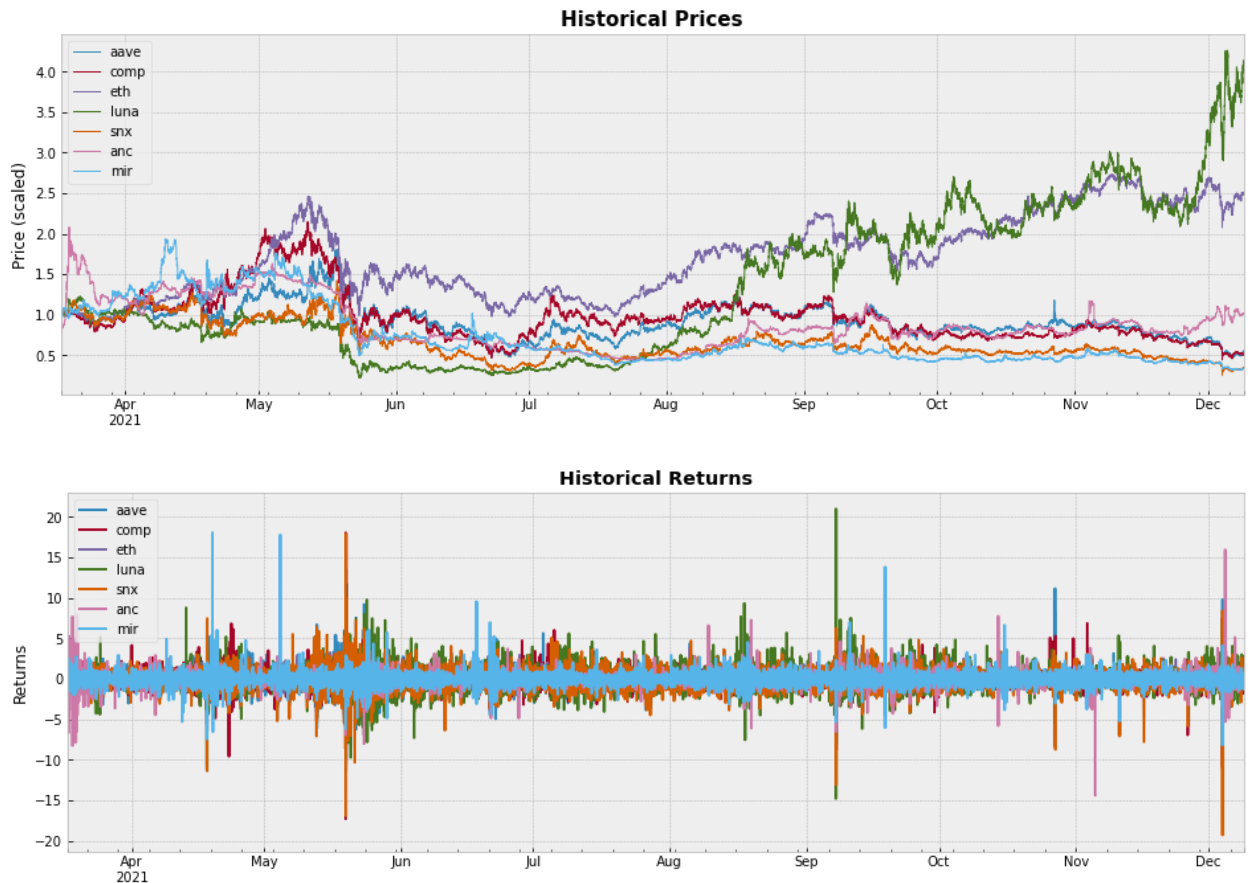 Historical Prices
aave
comp
eth
luna
snx
anc
mir
Price (scaled)
4.0
3.5
3.0
2.5
2.0
1.5
1.0
0.5
Apr May Jun Jul Aug Sep Oct Nov Dec
2021
Historical Returns
aave
comp
eth
luna
snx
anc
mir
Returns
20
15
10
5
0
−5
−10
−15
−20
Apr May Jun Jul Aug Sep Oct Nov Dec
2021